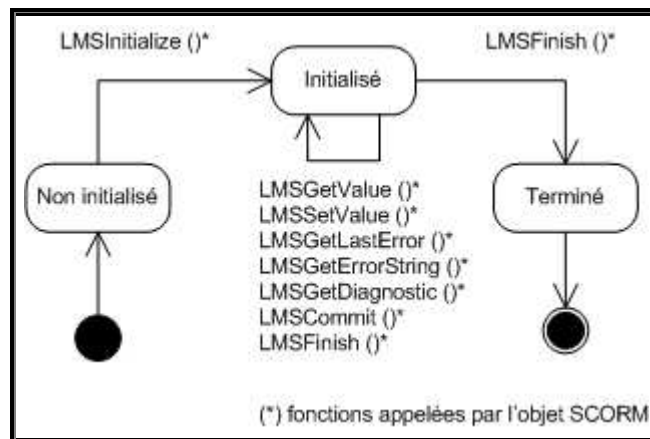 LMSInitialize ()*
LMSFinish ()*
Initialisé
Non initialisé
Terminé
LMSGetValue ()*
LMSSetValue ()*
LMSGetLastError ()*
LMSGetErrorString ()*
LMSGetDiagnostic ()*
LMSCommit ()*
LMSFinish ()*
(*) fonctions appelées par l'objet SCORM